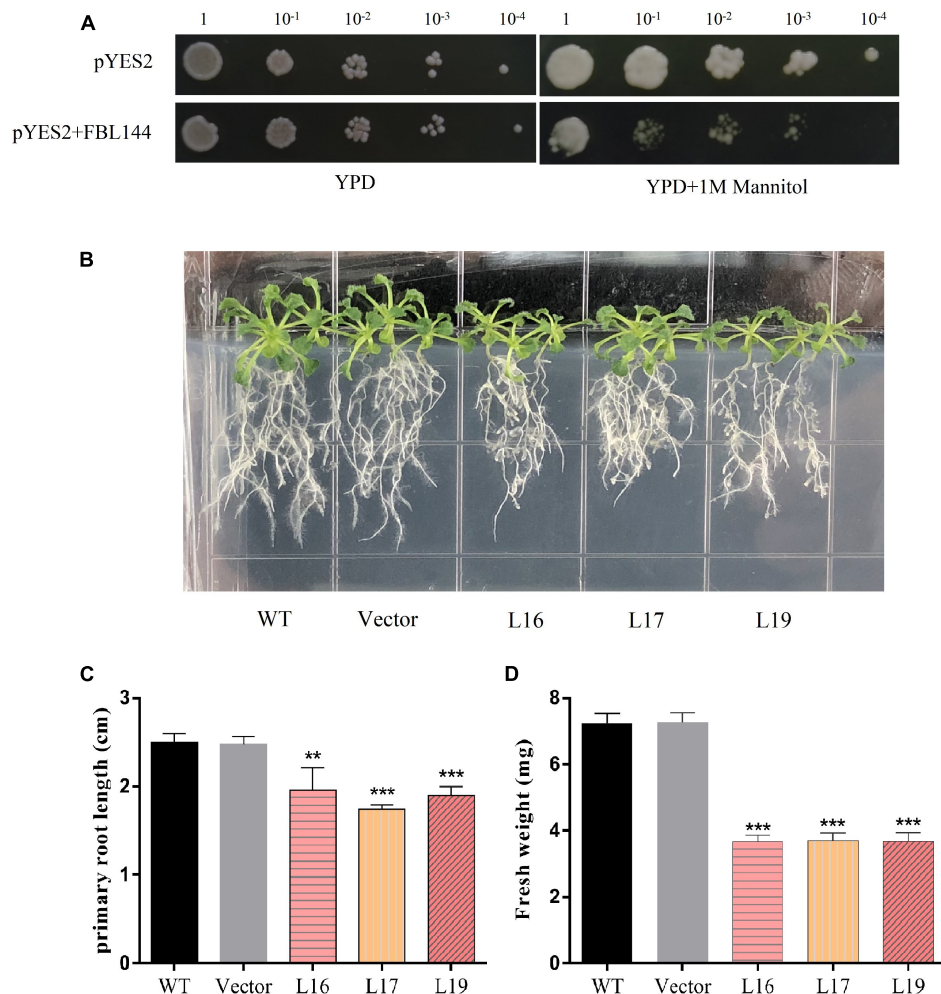 A
1 10⁻¹ 10⁻² 10⁻³ 10⁻⁴ 1 10⁻¹ 10⁻² 10⁻³ 10⁻⁴
pYES2
pYES2+FBL144
YPD YPD+1M Mannitol
B
WT Vector L16 L17 L19
C
primary root length (cm)
3
2
1
0
** *** ***
WT Vector L16 L17 L19
D
Fresh weight (mg)
8
6
4
2
0
*** *** ***
WT Vector L16 L17 L19